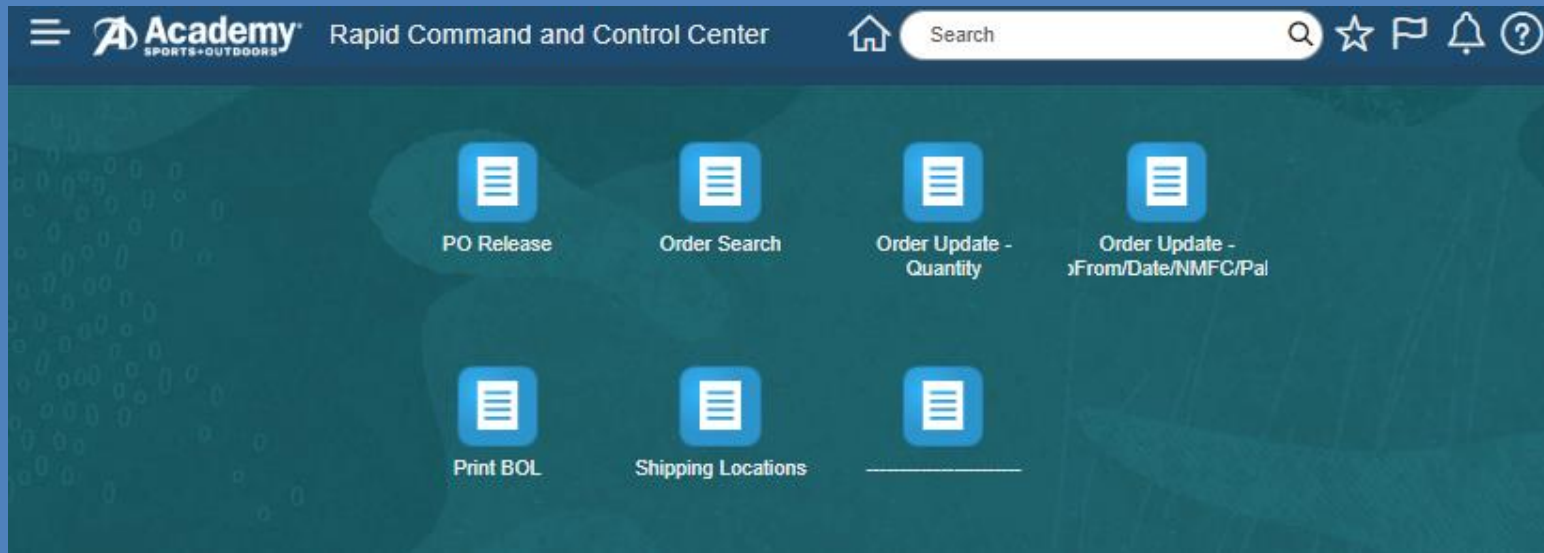 Academy
SPORTS+OUTDOORS
Rapid Command and Control Center
Search
PO Release
Order Search
Order Update -
Quantity
Order Update -
oFrom/Date/NMFC/Pal
Print BOL
Shipping Locations
------------------------